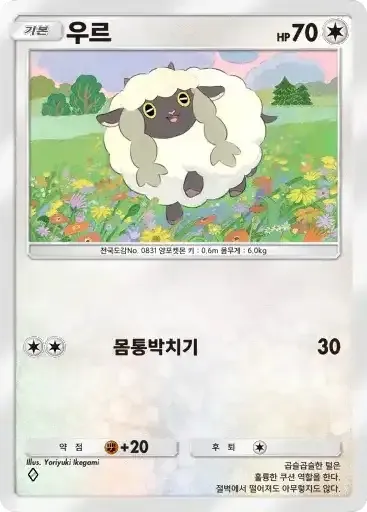 기본 우르 HP 70
전국도감No. 0831 양포켓몬 키 : 0.6m 몸무게 : 6.0kg
몸통박치기 30
약점 +20 후퇴
Illus. Yoriyuki Ikegami
곱슬곱슬한 털은
훌륭한 쿠션 역할을 한다.
절벽에서 떨어져도 아무렇지도 않다.